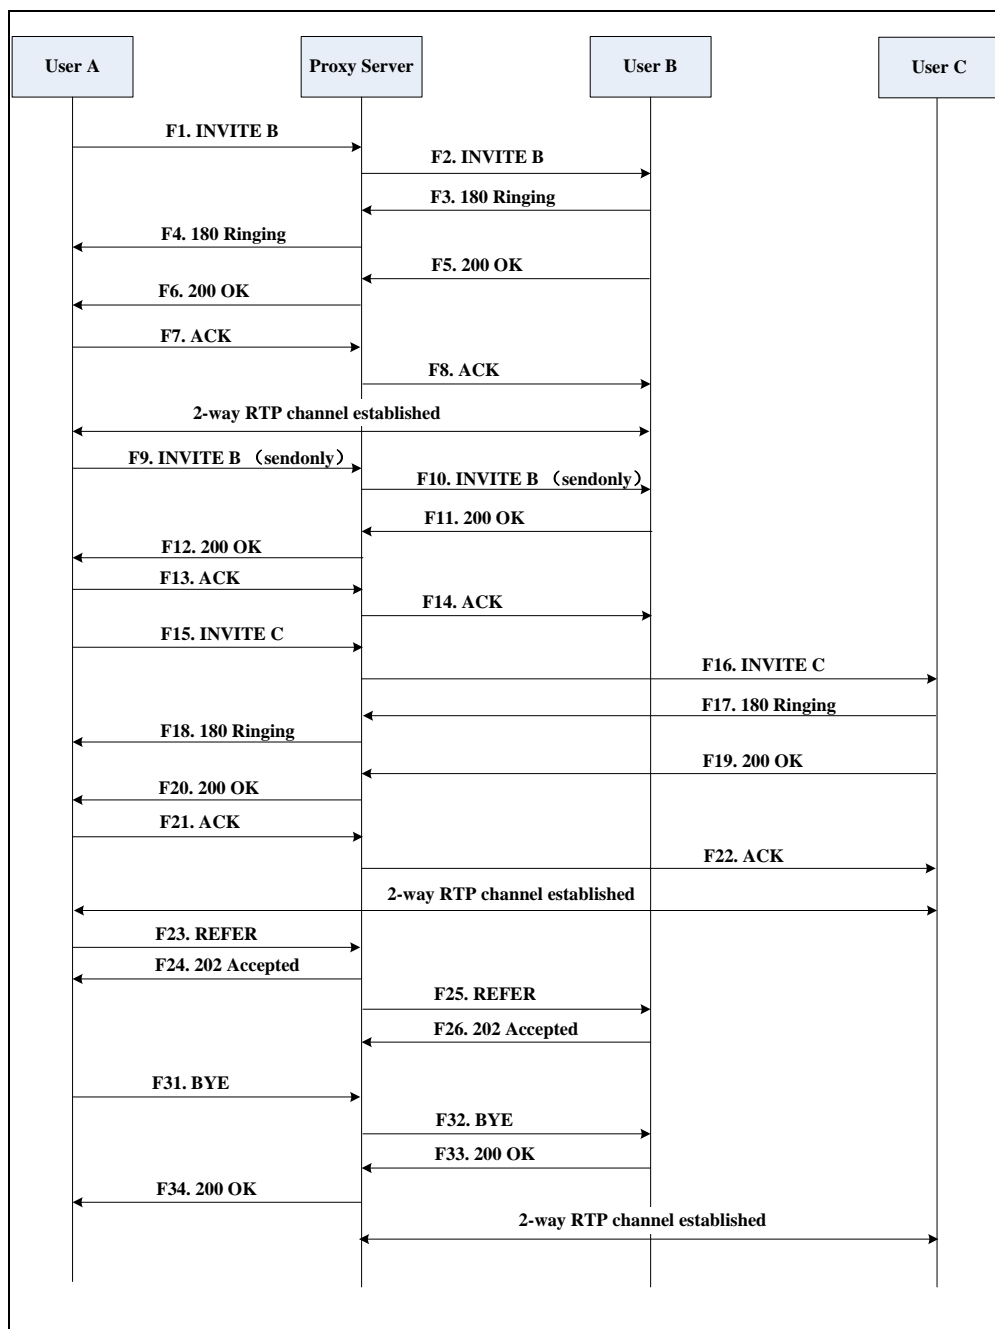 User A
Proxy Server
User B
User C
F1. INVITE B
F2. INVITE B
F3. 180 Ringing
F4. 180 Ringing
F5. 200 OK
F6. 200 OK
F7. ACK
F8. ACK
2-way RTP channel established
F9. INVITE B （sendonly）
F10. INVITE B （sendonly）
F11. 200 OK
F12. 200 OK
F13. ACK
F14. ACK
F15. INVITE C
F16. INVITE C
F17. 180 Ringing
F18. 180 Ringing
F19. 200 OK
F20. 200 OK
F21. ACK
F22. ACK
2-way RTP channel established
F23. REFER
F24. 202 Accepted
F25. REFER
F26. 202 Accepted
F31. BYE
F32. BYE
F33. 200 OK
F34. 200 OK
2-way RTP channel established